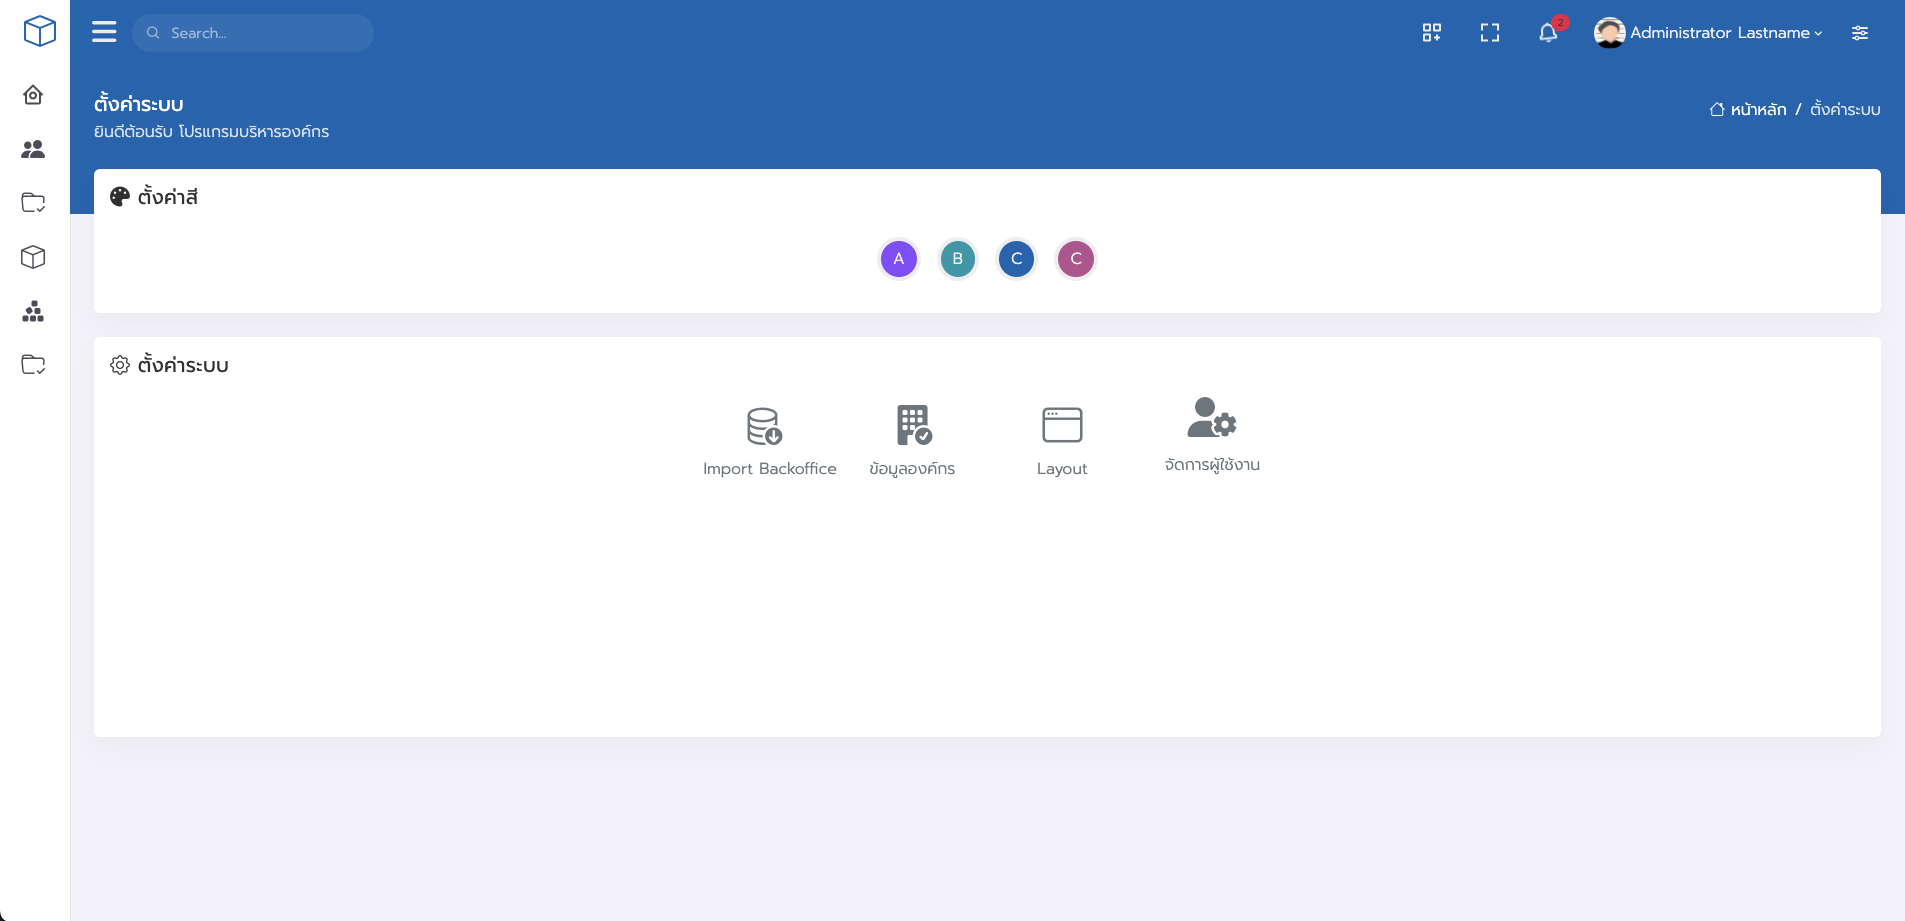 Search...
2
Administrator Lastname
ตั้งค่าระบบ
ยินดีต้อนรับ โปรแกรมบริหารองค์กร
หน้าหลัก / ตั้งค่าระบบ
ตั้งค่าสี
A B C C
ตั้งค่าระบบ
Import Backoffice
ข้อมูลองค์กร
Layout
จัดการผู้ใช้งาน